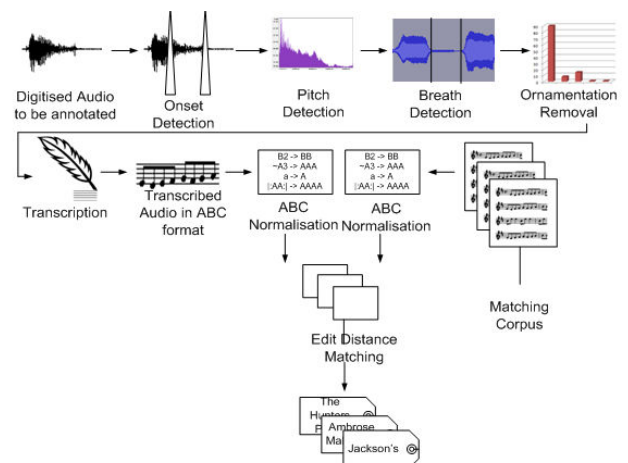 Digitised Audio
to be annotated
Onset
Detection
Pitch
Detection
Breath
Detection
Ornamentation
Removal
Transcription
Transcribed
Audio in ABC
format
B2 -> BB
~A3 -> AAA
a -> A
|:AA:| -> AAAA
ABC
Normalisation
B2 -> BB
~A3 -> AAA
a -> A
|:AA:| -> AAAA
ABC
Normalisation
Matching
Corpus
Edit Distance
Matching
The
Hunters
Ambrose
Jackson's